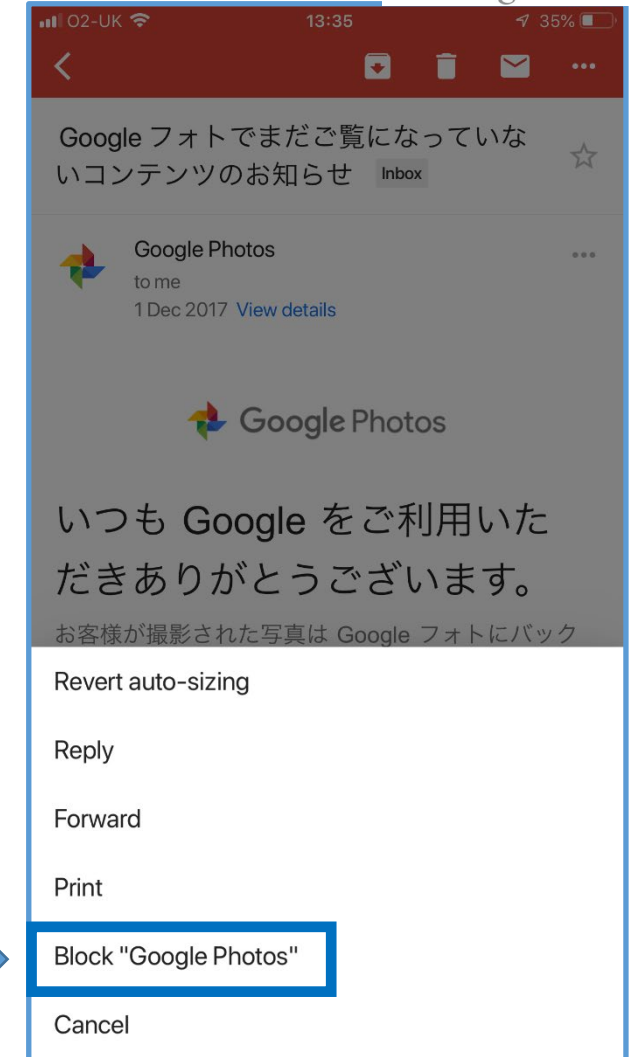 O2-UK 13:35 35%
Google フォトでまだご覧になっていな
いコンテンツのお知らせ Inbox
Google Photos
to me
1 Dec 2017 View details
Google Photos
いつも Google をご利用いた
だきありがとうございます。
お客様が撮影された写真は Google フォトにバック
Revert auto-sizing
Reply
Forward
Print
Block "Google Photos"
Cancel